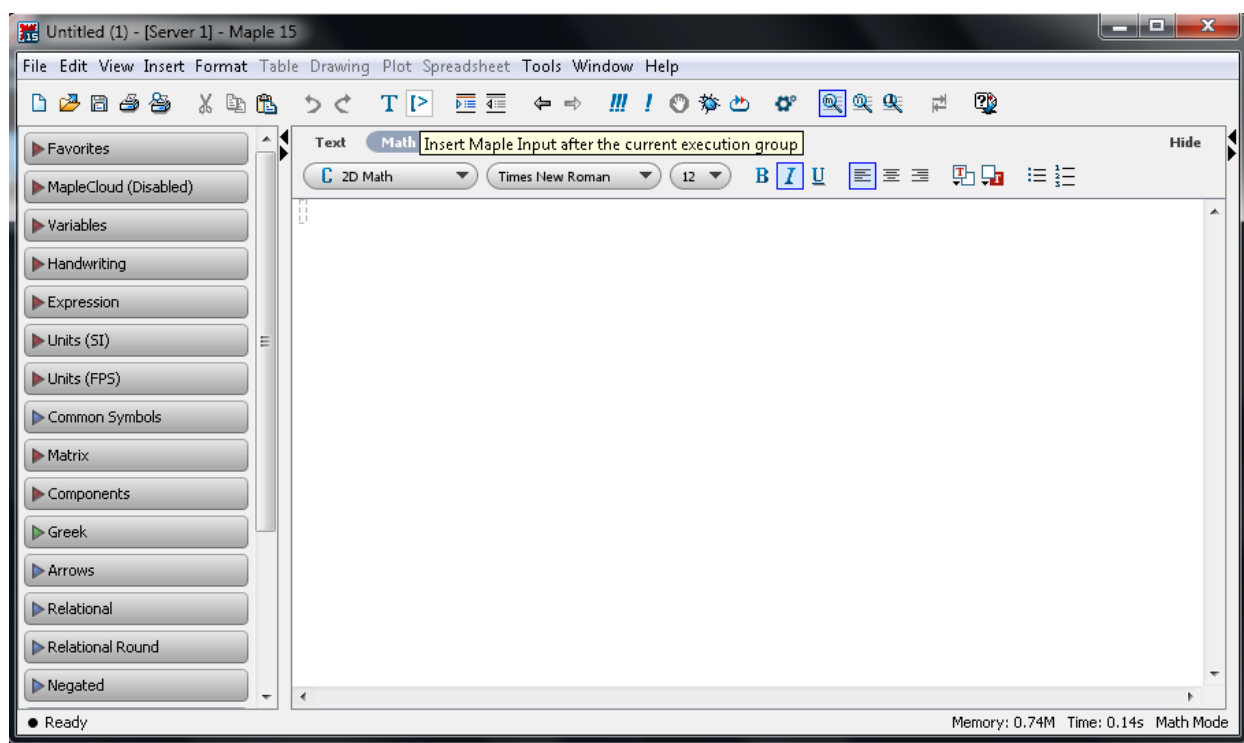 Untitled (1) - [Server 1] - Maple 15
File Edit View Insert Format Table Drawing Plot Spreadsheet Tools Window Help
Favorites
MapleCloud (Disabled)
Variables
Handwriting
Expression
Units (SI)
Units (FPS)
Common Symbols
Matrix
Components
Greek
Arrows
Relational
Relational Round
Negated
Text Math Insert Maple Input after the current execution group Hide
C 2D Math Times New Roman 12 B I U
Ready Memory: 0.74M Time: 0.14s Math Mode